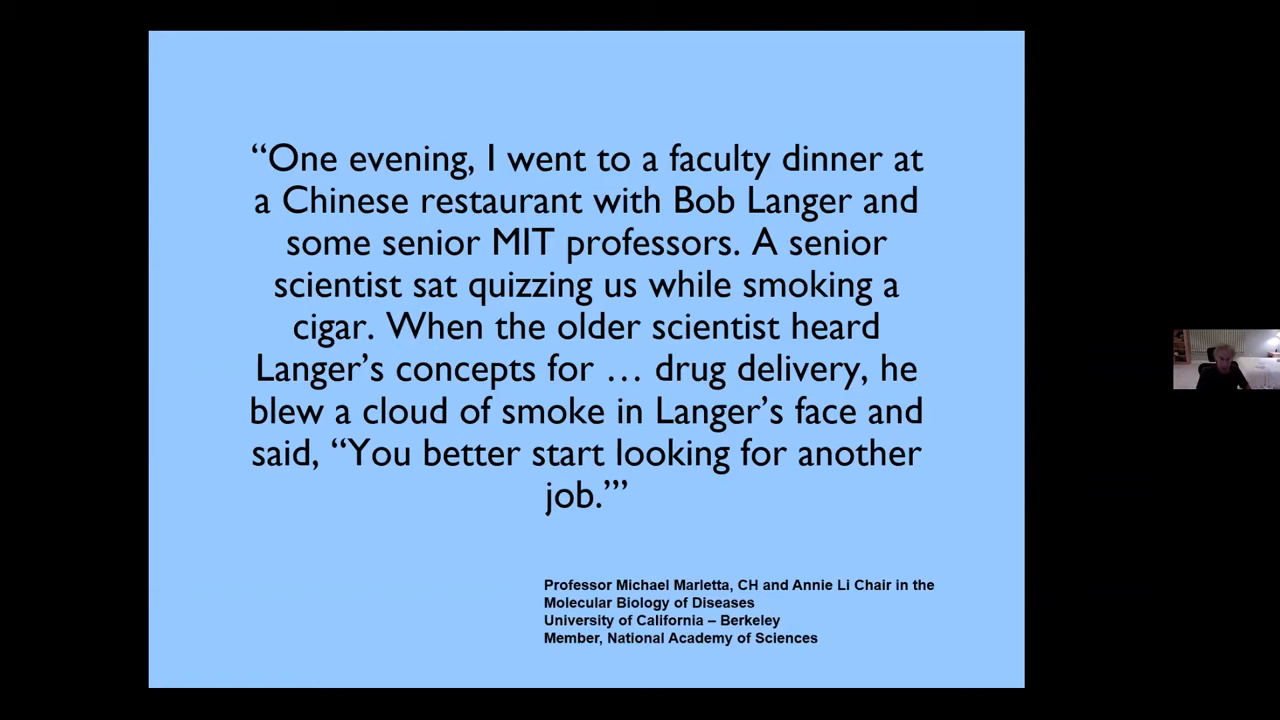 “One evening, I went to a faculty dinner at
a Chinese restaurant with Bob Langer and
some senior MIT professors. A senior
scientist sat quizzing us while smoking a
cigar. When the older scientist heard
Langer’s concepts for … drug delivery, he
blew a cloud of smoke in Langer’s face and
said, “You better start looking for another
job.’”
Professor Michael Marletta, CH and Annie Li Chair in the
Molecular Biology of Diseases
University of California – Berkeley
Member, National Academy of Sciences